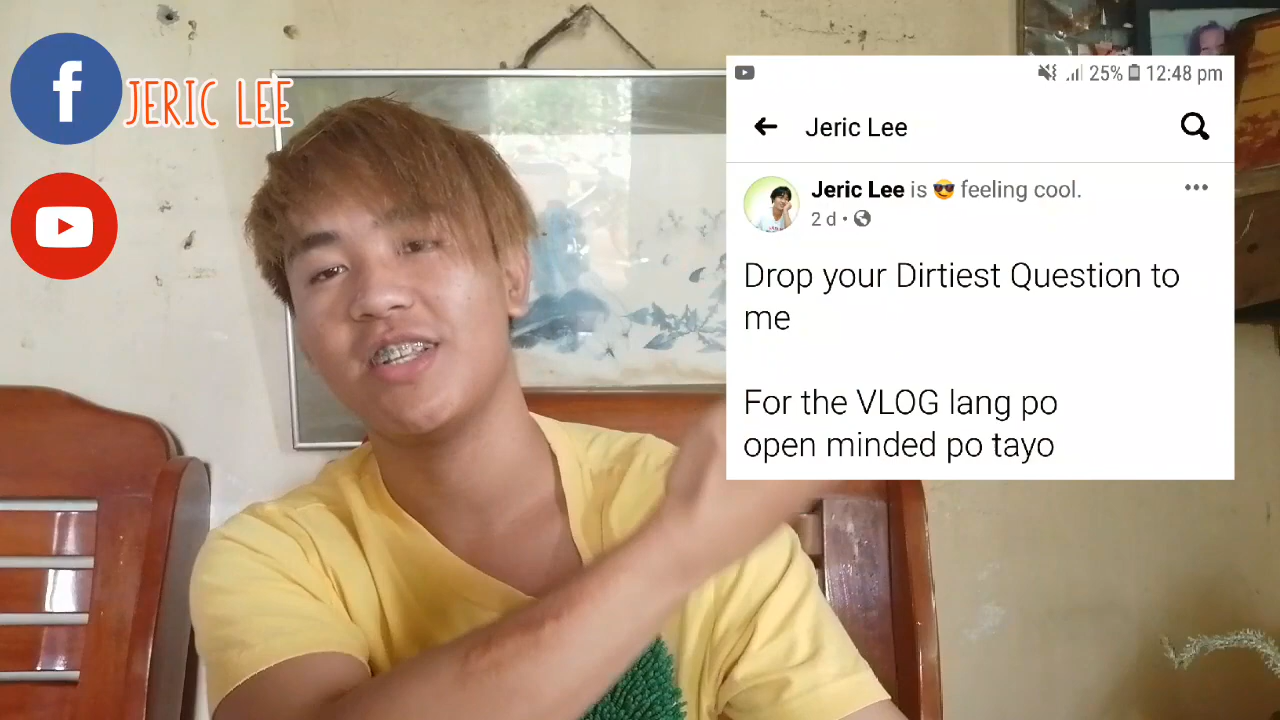 JERIC LEE
25% 12:48 pm
Jeric Lee
Jeric Lee is 😎 feeling cool.
2 d •
Drop your Dirtiest Question to
me
For the VLOG lang po
open minded po tayo